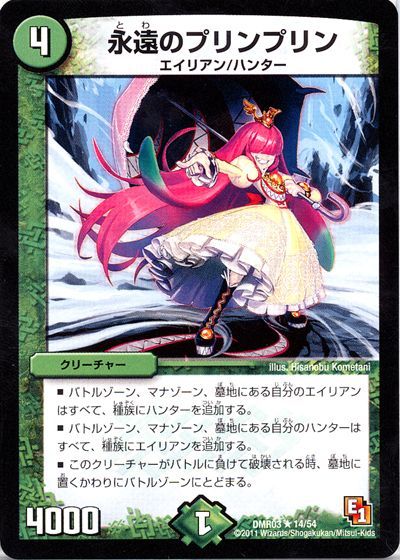 4
永遠のプリンプリン
とわ
エイリアン/ハンター
クリーチャー
illus. Hisanobu Kometani
■ バトルゾーン、マナゾーン、墓地にある自分のエイリアン
はすべて、種族にハンターを追加する。
■ バトルゾーン、マナゾーン、墓地にある自分のハンターは
すべて、種族にエイリアンを追加する。
■ このクリーチャーがバトルに負けて破壊される時、墓地に
置くかわりにバトルゾーンにとどまる。
4000
1
E1
DMR03 ★ 14/54
©2011 Wizards/Shogakukan/Mitsui-Kids